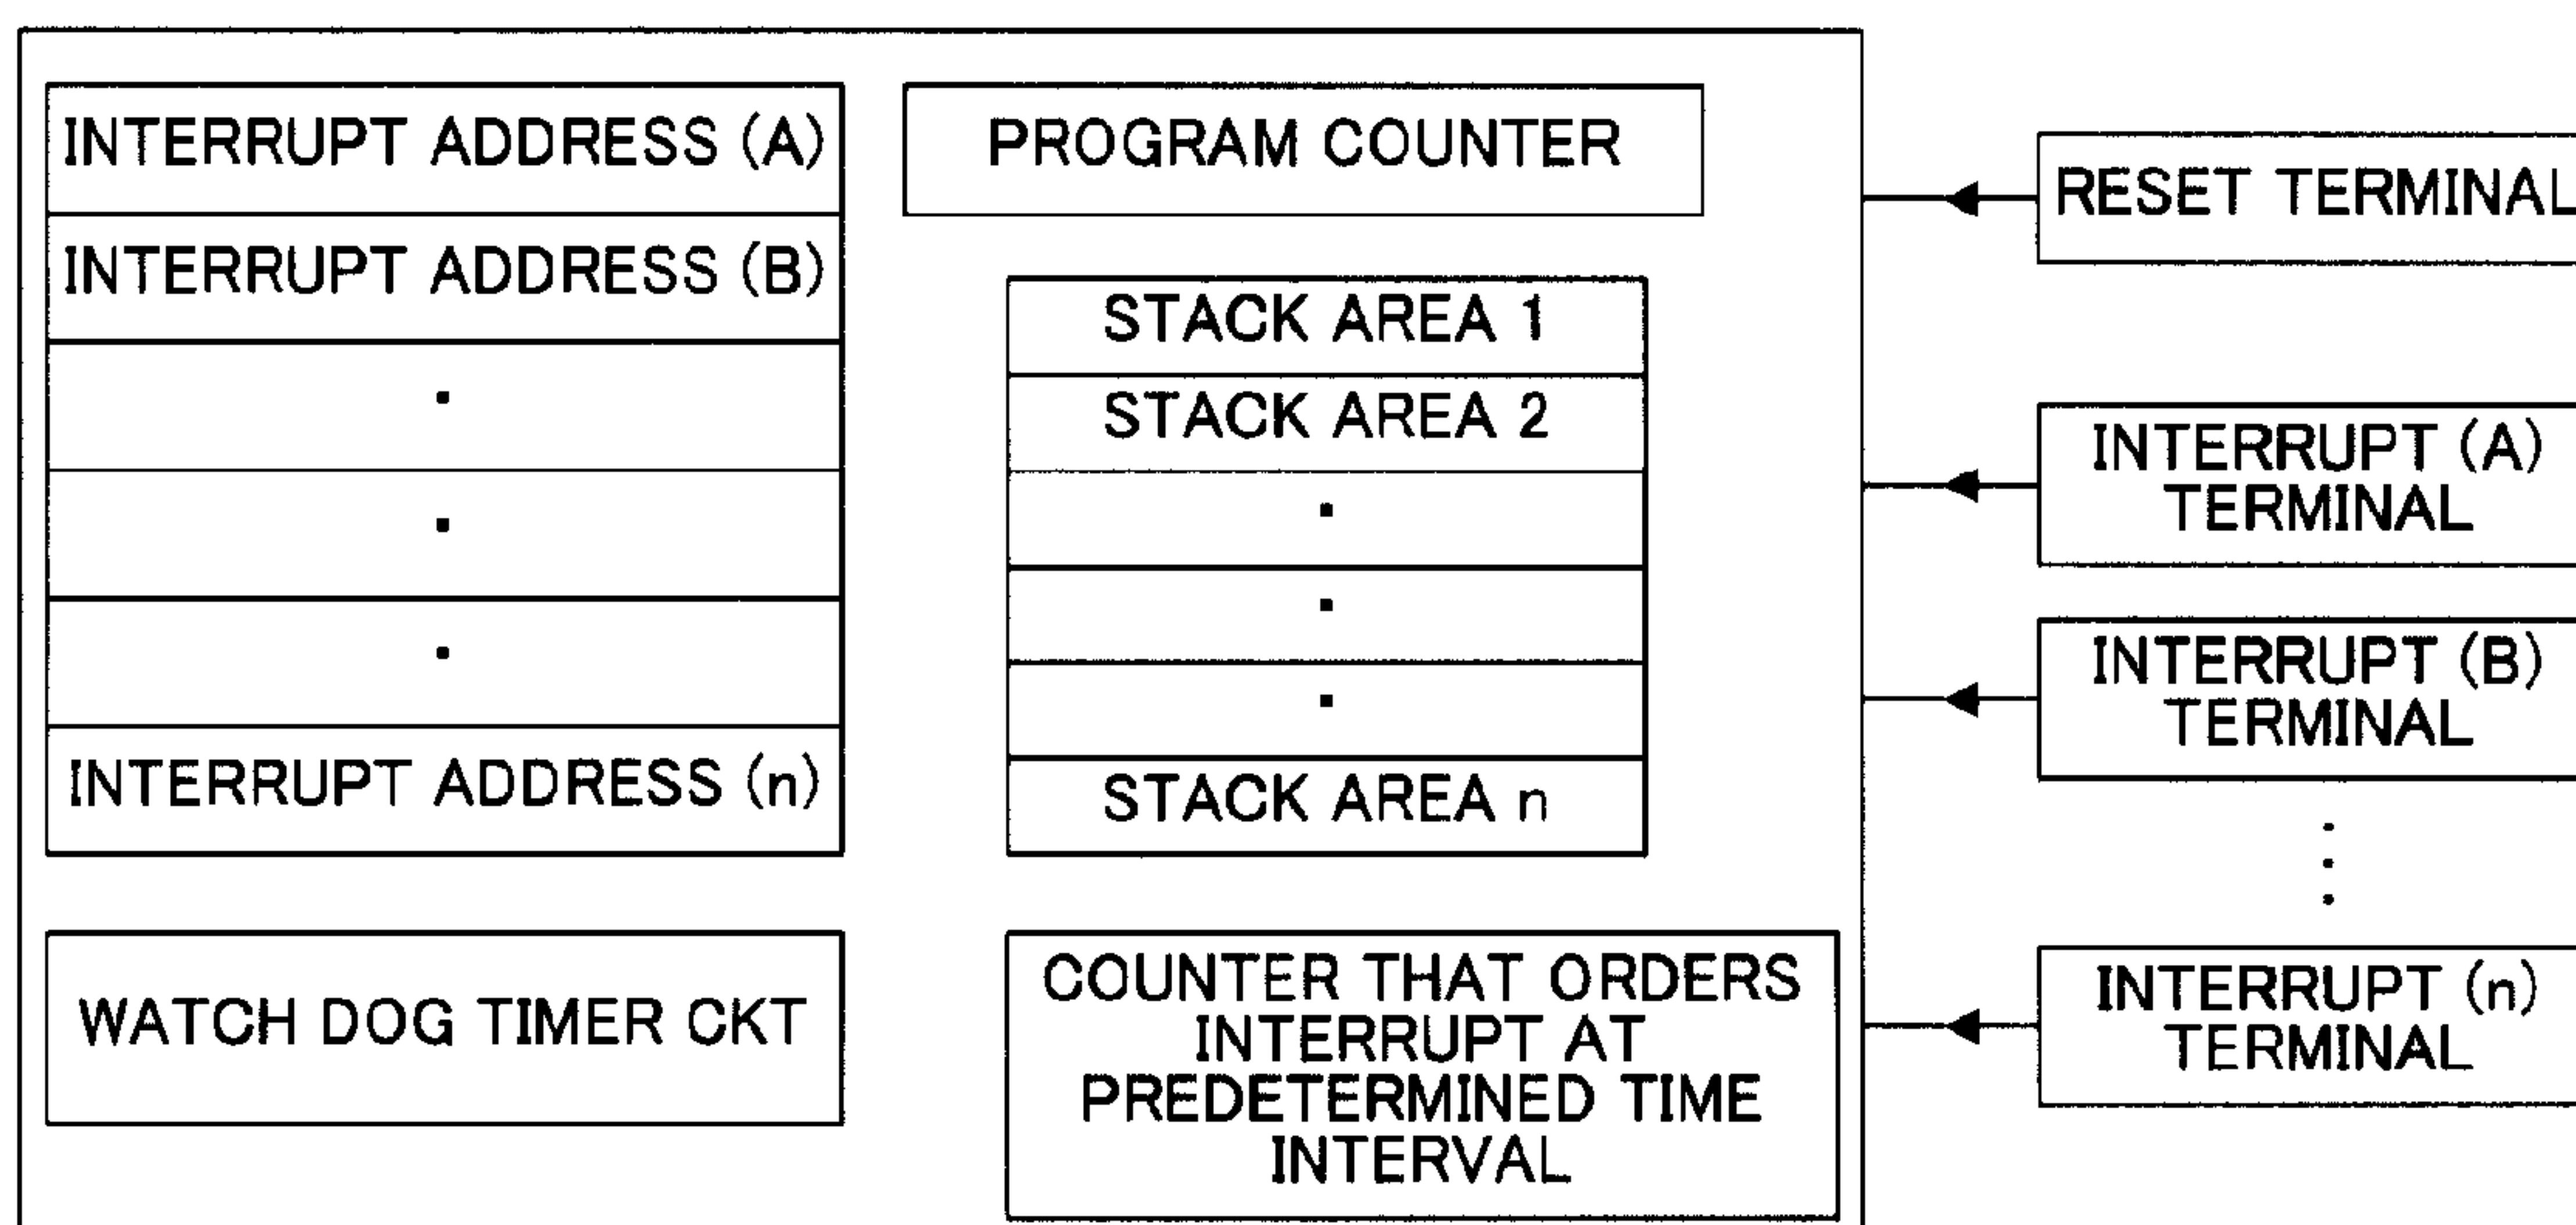 INTERRUPT ADDRESS (A)
INTERRUPT ADDRESS (B)
INTERRUPT ADDRESS (n)
WATCH DOG TIMER CKT
PROGRAM COUNTER
STACK AREA 1
STACK AREA 2
STACK AREA n
COUNTER THAT ORDERS
INTERRUPT AT
PREDETERMINED TIME
INTERVAL
RESET TERMINAL
INTERRUPT (A)
TERMINAL
INTERRUPT (B)
TERMINAL
INTERRUPT (n)
TERMINAL